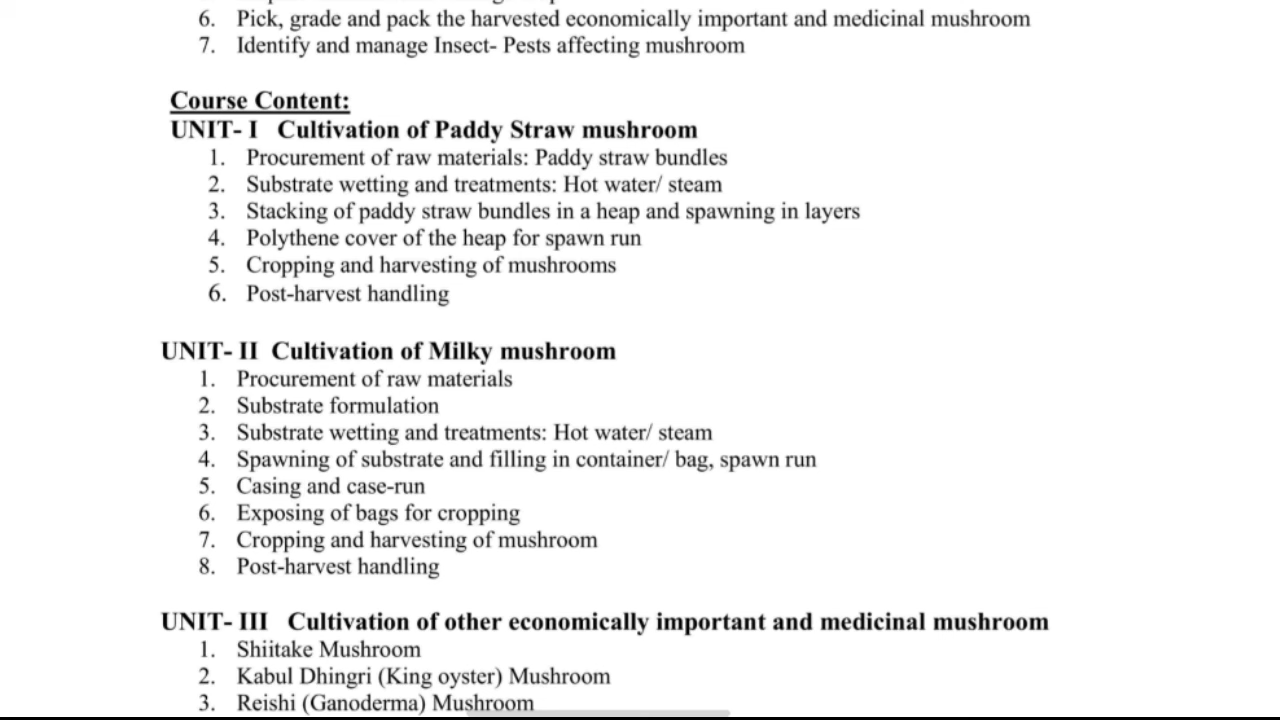 6. Pick, grade and pack the harvested economically important and medicinal mushroom
7. Identify and manage Insect- Pests affecting mushroom
Course Content:
UNIT- I Cultivation of Paddy Straw mushroom
1. Procurement of raw materials: Paddy straw bundles
2. Substrate wetting and treatments: Hot water/ steam
3. Stacking of paddy straw bundles in a heap and spawning in layers
4. Polythene cover of the heap for spawn run
5. Cropping and harvesting of mushrooms
6. Post-harvest handling
UNIT- II Cultivation of Milky mushroom
1. Procurement of raw materials
2. Substrate formulation
3. Substrate wetting and treatments: Hot water/ steam
4. Spawning of substrate and filling in container/ bag, spawn run
5. Casing and case-run
6. Exposing of bags for cropping
7. Cropping and harvesting of mushroom
8. Post-harvest handling
UNIT- III Cultivation of other economically important and medicinal mushroom
1. Shiitake Mushroom
2. Kabul Dhingri (King oyster) Mushroom
3. Reishi (Ganoderma) Mushroom